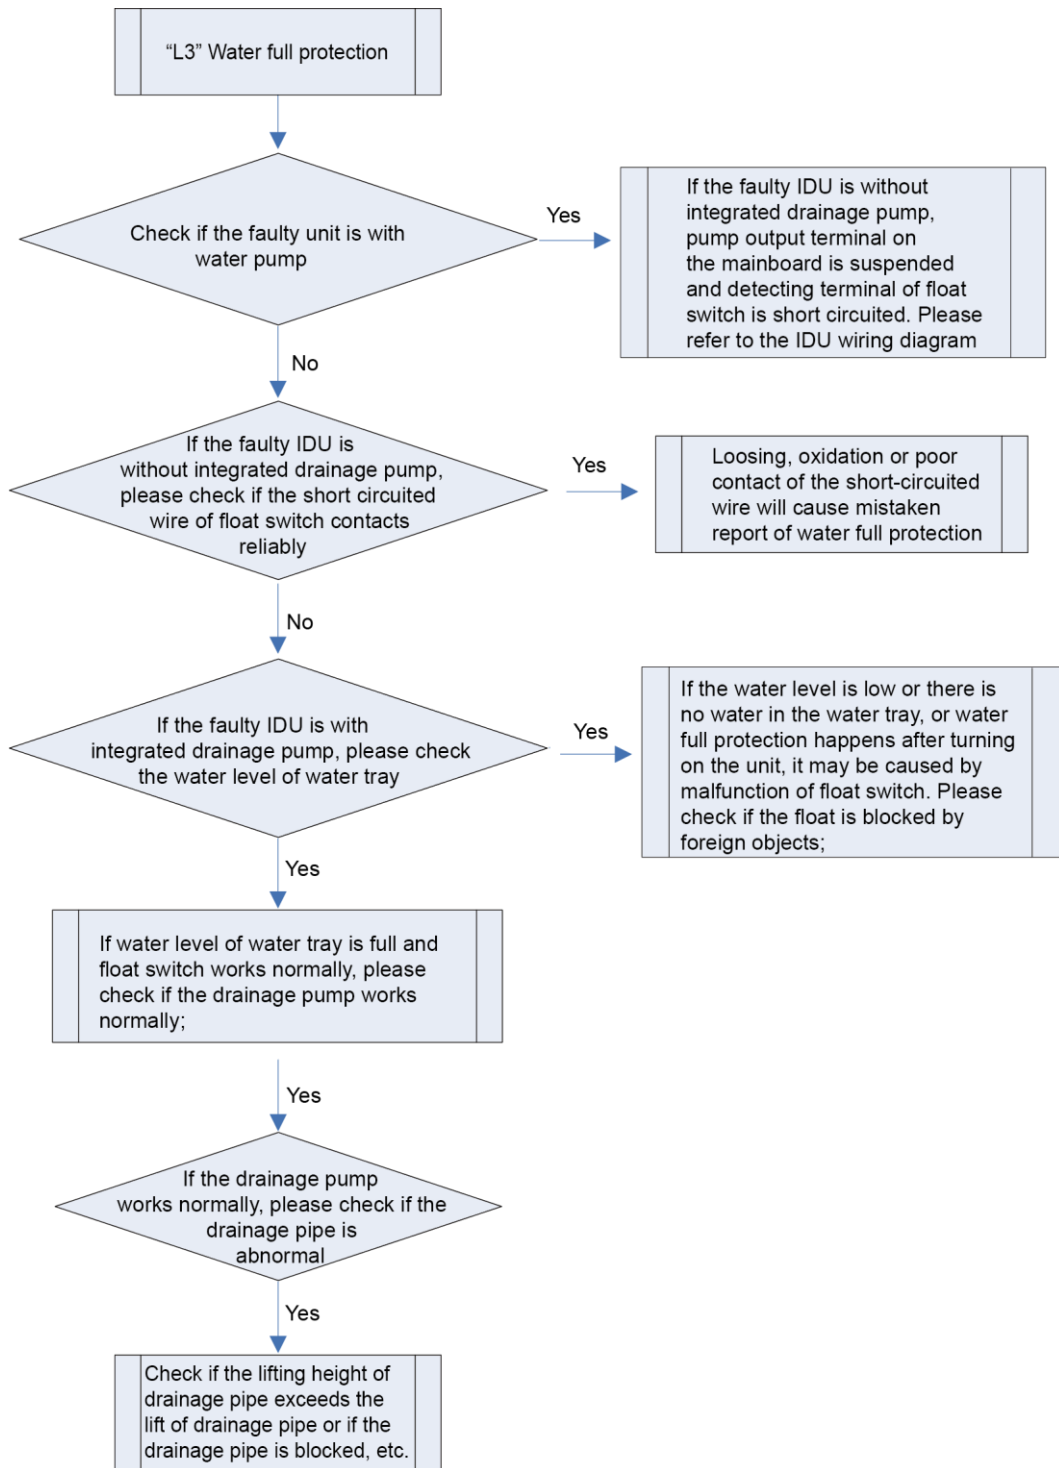 “L3” Water full protection
Check if the faulty unit is with
water pump
Yes
If the faulty IDU is without
integrated drainage pump,
pump output terminal on
the mainboard is suspended
and detecting terminal of float
switch is short circuited. Please
refer to the IDU wiring diagram
No
If the faulty IDU is
without integrated drainage pump,
please check if the short circuited
wire of float switch contacts
reliably
Yes
Loosing, oxidation or poor
contact of the short-circuited
wire will cause mistaken
report of water full protection
No
If the faulty IDU is with
integrated drainage pump, please check
the water level of water tray
Yes
If the water level is low or there is
no water in the water tray, or water
full protection happens after turning
on the unit, it may be caused by
malfunction of float switch. Please
check if the float is blocked by
foreign objects;
Yes
If water level of water tray is full and
float switch works normally, please
check if the drainage pump works
normally;
Yes
If the drainage pump
works normally, please check if the
drainage pipe is
abnormal
Yes
Check if the lifting height of
drainage pipe exceeds the
lift of drainage pipe or if the
drainage pipe is blocked, etc.